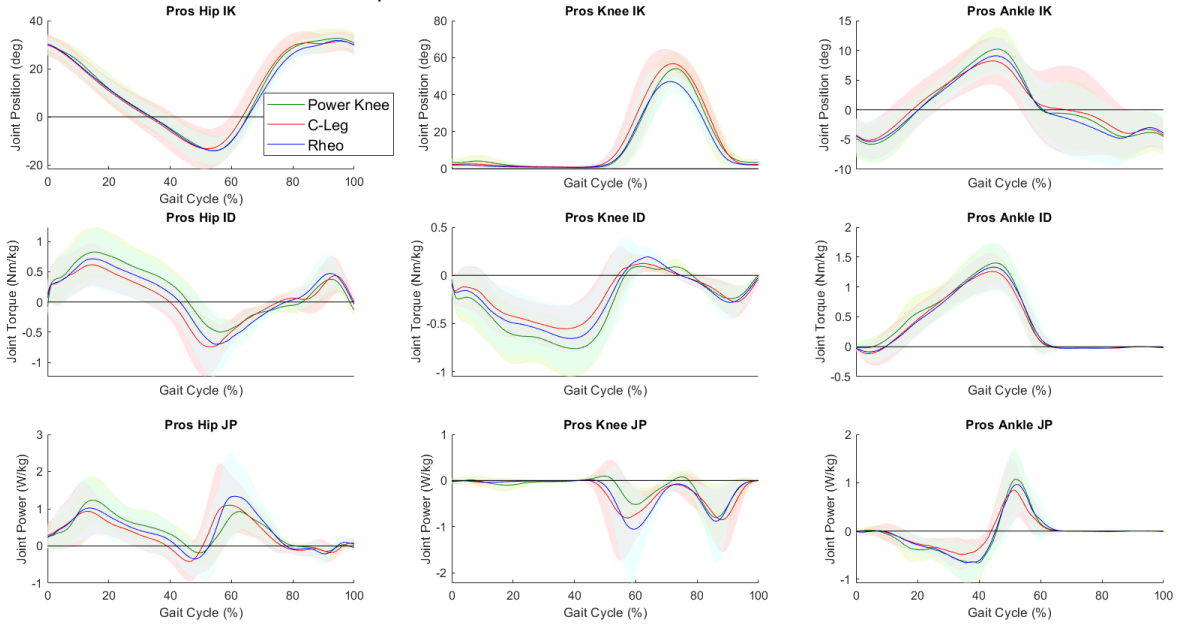 Pros Hip IK
Pros Knee IK
Pros Ankle IK
Joint Position (deg)
40
20
0
-20
0
20
40
60
80
100
Gait Cycle (%)
Power Knee
C-Leg
Rheo
Joint Position (deg)
80
60
40
20
0
Gait Cycle (%)
Joint Position (deg)
15
10
5
0
-5
-10
Gait Cycle (%)
Pros Hip ID
Pros Knee ID
Pros Ankle ID
Joint Torque (Nm/kg)
1
0.5
0
-0.5
-1
Gait Cycle (%)
Joint Torque (Nm/kg)
0.5
0
-0.5
-1
Gait Cycle (%)
Joint Torque (Nm/kg)
2
1.5
1
0.5
0
-0.5
Gait Cycle (%)
Pros Hip JP
Pros Knee JP
Pros Ankle JP
Joint Power (W/kg)
3
2
1
0
-1
0
20
40
60
80
100
Gait Cycle (%)
Joint Power (W/kg)
1
0
-1
-2
0
20
40
60
80
100
Gait Cycle (%)
Joint Power (W/kg)
2
1
0
-1
0
20
40
60
80
100
Gait Cycle (%)